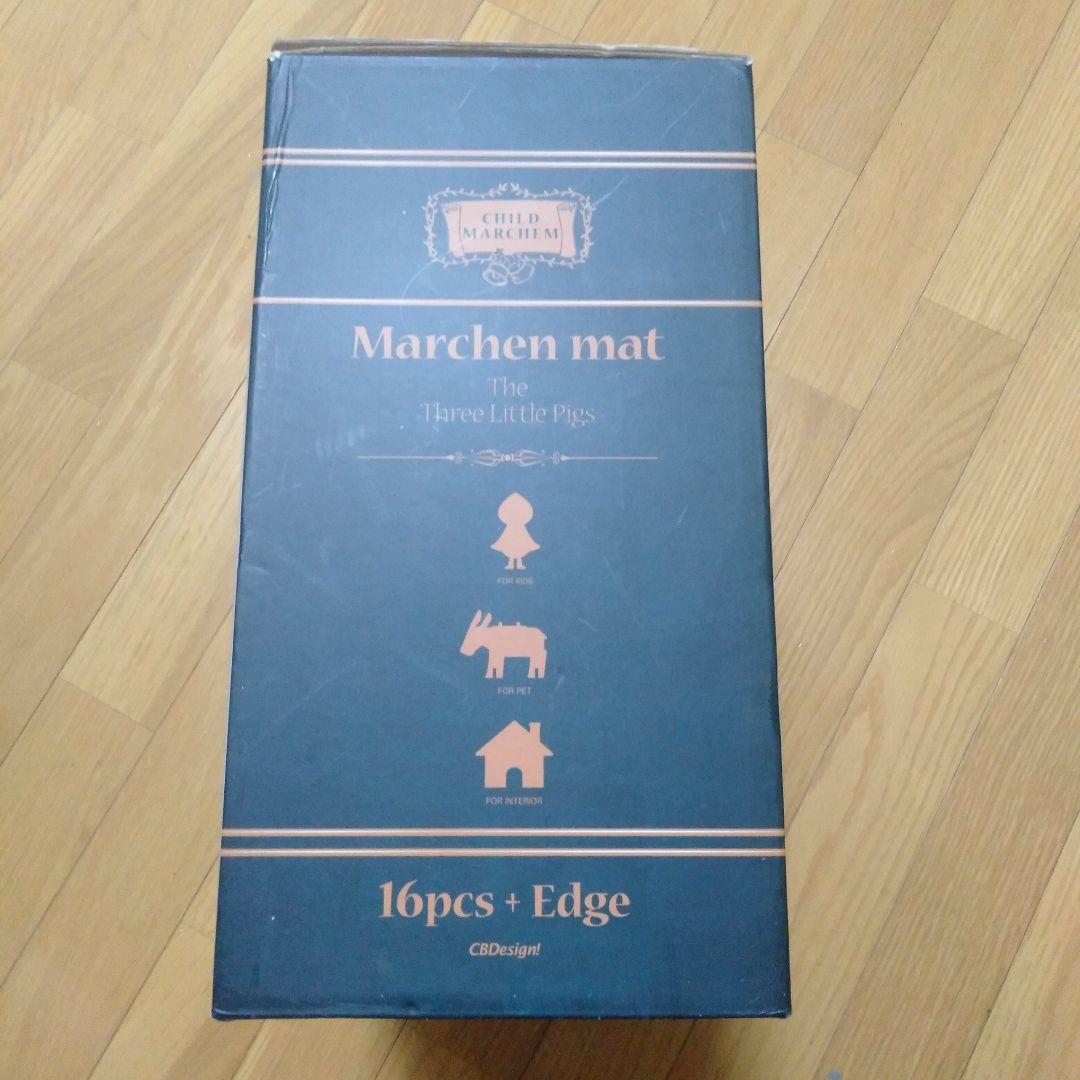 CHILD
MARCHEM
Marchen mat
The
Three Little Pigs
FOR KIDS
FOR PET
FOR INTERIOR
16pcs + Edge
CBDesign!